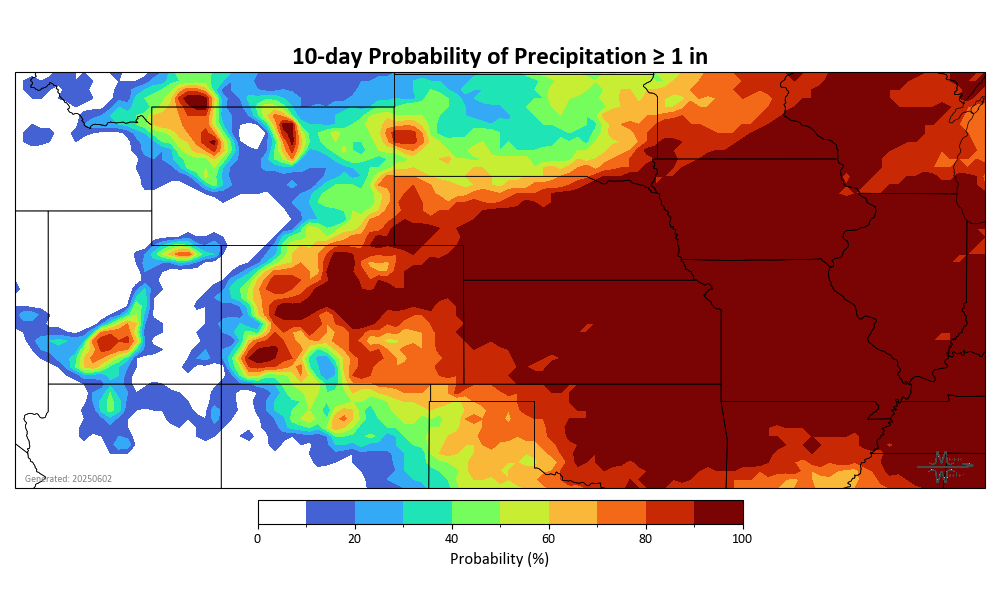 10-day Probability of Precipitation ≥ 1 in
Generated: 20250602
0 20 40 60 80 100
Probability (%)